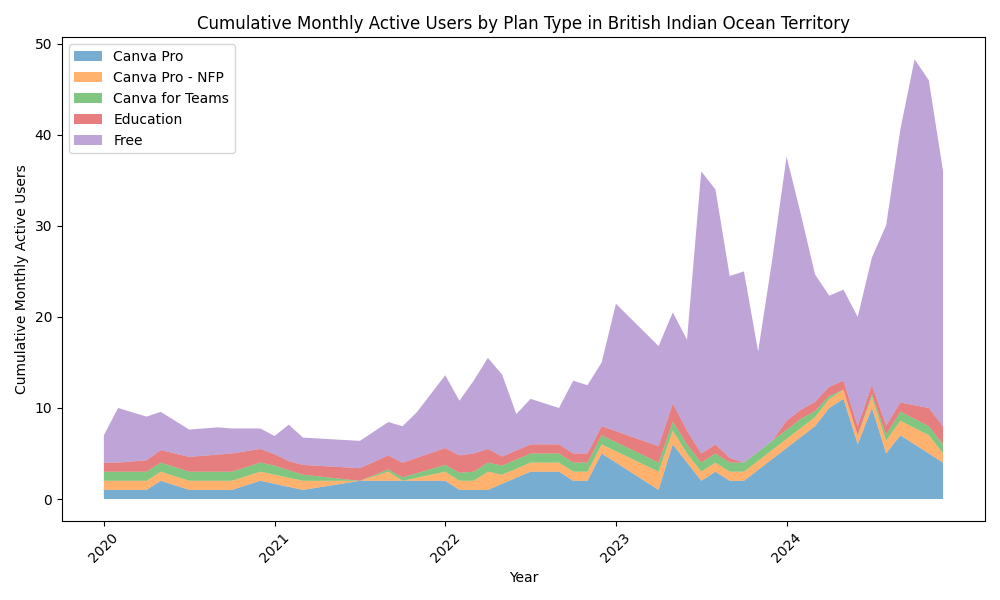 Cumulative Monthly Active Users by Plan Type in British Indian Ocean Territory
Canva Pro
Canva Pro - NFP
Canva for Teams
Education
Free
Cumulative Monthly Active Users
50
40
30
20
10
0
2020
2021
2022
2023
2024
Year